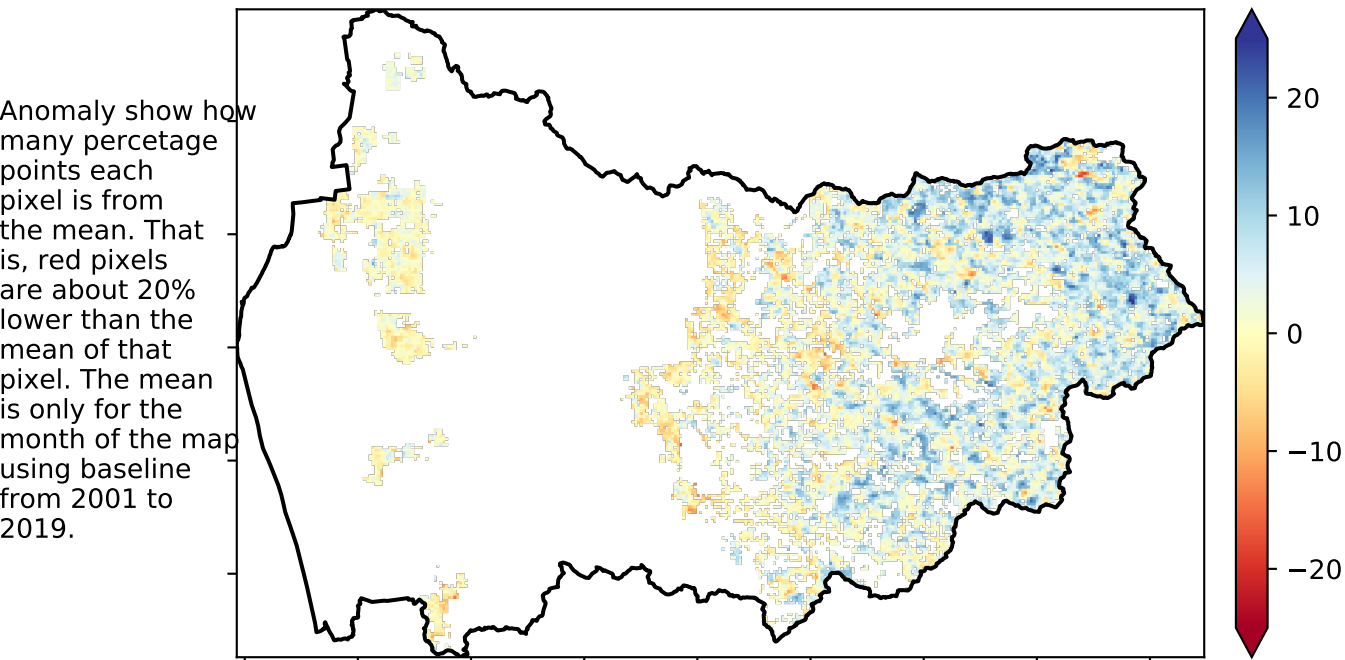 Anomaly show how
many percetage
points each
pixel is from
the mean. That
is, red pixels
are about 20%
lower than the
mean of that
pixel. The mean
is only for the
month of the map
using baseline
from 2001 to
2019.
20
10
0
−10
−20